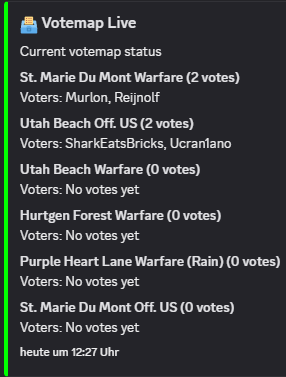 Votemap Live
Current votemap status
St. Marie Du Mont Warfare (2 votes)
Voters: Murlon, Reijnolf
Utah Beach Off. US (2 votes)
Voters: SharkEatsBricks, Ucran1ano
Utah Beach Warfare (0 votes)
Voters: No votes yet
Hurtgen Forest Warfare (0 votes)
Voters: No votes yet
Purple Heart Lane Warfare (Rain) (0 votes)
Voters: No votes yet
St. Marie Du Mont Off. US (0 votes)
Voters: No votes yet
heute um 12:27 Uhr